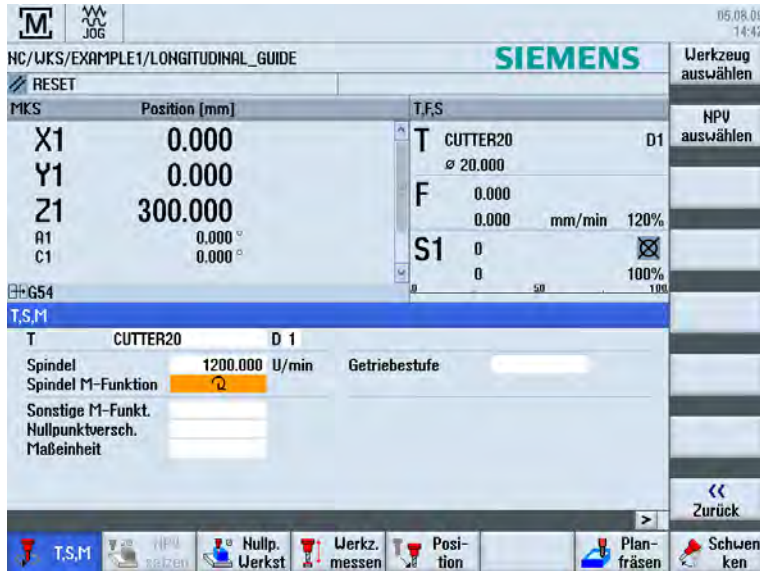 M JOG
05.08.09
14:42
NC/WKS/EXAMPLE1/LONGITUDINAL_GUIDE
SIEMENS
RESET
MKS Position [mm] T,F,S
X1 0.000
Y1 0.000
Z1 300.000
A1 0.000 °
C1 0.000 °
G54
T CUTTER20 D1
ø 20.000
F 0.000
0.000 mm/min 120%
S1 0
0 100%
0 50 100
T,S,M
T CUTTER20 D 1
Spindel 1200.000 U/min Getriebestufe
Spindel M-Funktion
Sonstige M-Funkt.
Nullpunktversch.
Maßeinheit
Werkzeug
auswählen
NPV
auswählen
<<
Zurück
>
T,S,M
NPV
setzen
Nullp.
Werkst
Werkz.
messen
Posi-
tion
Plan-
fräsen
Schwen
ken